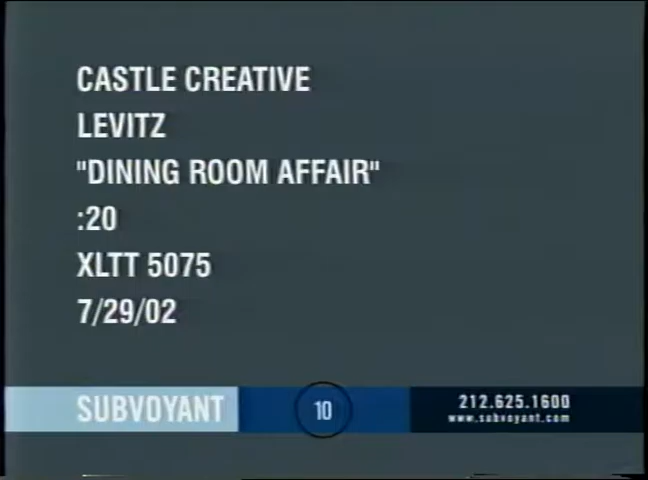 CASTLE CREATIVE
LEVITZ
"DINING ROOM AFFAIR"
:20
XLTT 5075
7/29/02
SUBVOYANT
10
212.625.1600
www.subvoyant.com